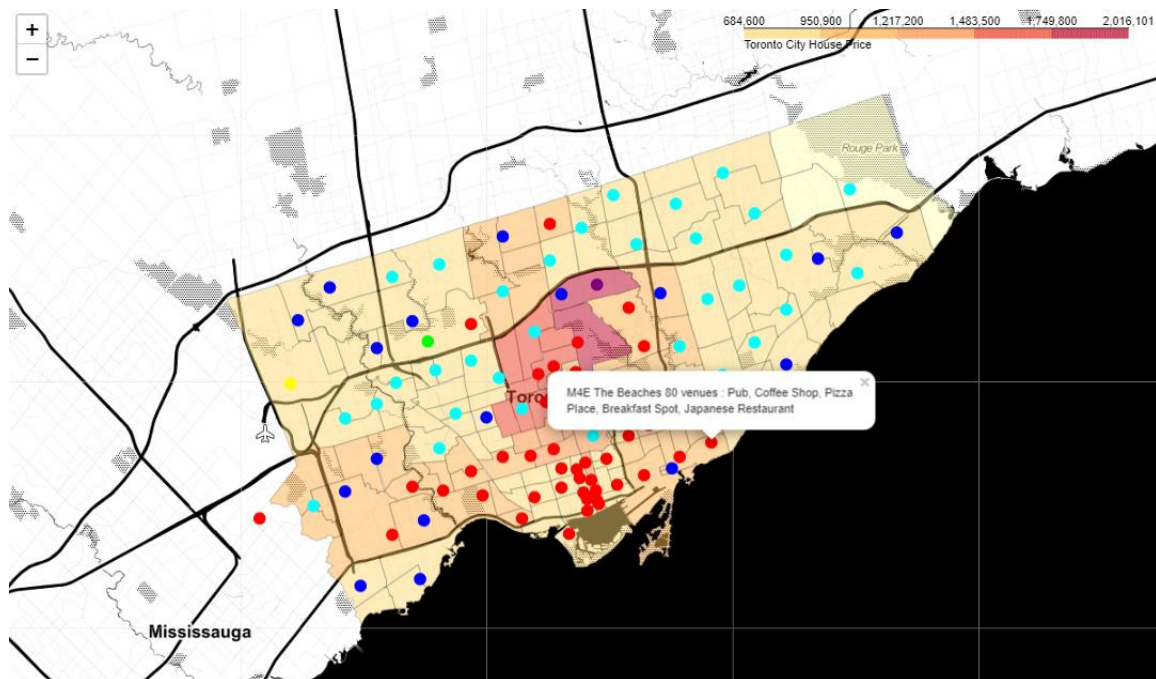 +
−
684,600 950,900 1,217,200 1,483,500 1,749,800 2,016,101
Toronto City House Price
Rouge Park
M4E The Beaches 80 venues : Pub, Coffee Shop, Pizza
Place, Breakfast Spot, Japanese Restaurant
×
Toro
Mississauga